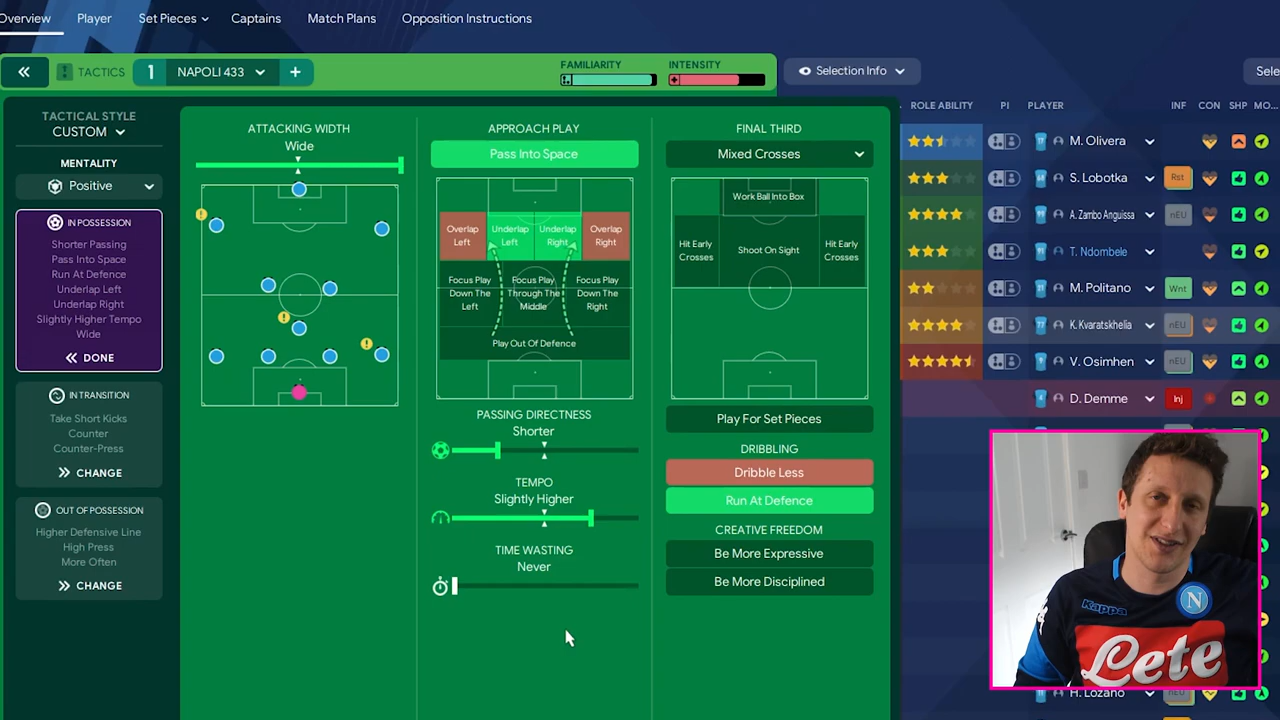 Overview
Player
Set Pieces
Captains
Match Plans
Opposition Instructions
TACTICS
1
NAPOLI 433
+
FAMILIARITY
INTENSITY
Selection Info
TACTICAL STYLE
CUSTOM
MENTALITY
Positive
IN POSSESSION
Shorter Passing
Pass Into Space
Run At Defence
Underlap Left
Underlap Right
Slightly Higher Tempo
Wide
DONE
IN TRANSITION
Take Short Kicks
Counter
Counter-Press
CHANGE
OUT OF POSSESSION
Higher Defensive Line
High Press
More Often
CHANGE
ATTACKING WIDTH
Wide
APPROACH PLAY
Pass Into Space
Overlap Left
Underlap Left
Underlap Right
Overlap Right
Focus Play Down The Left
Focus Play Through The Middle
Focus Play Down The Right
Play Out Of Defence
PASSING DIRECTNESS
Shorter
TEMPO
Slightly Higher
TIME WASTING
Never
FINAL THIRD
Mixed Crosses
Work Ball Into Box
Hit Early Crosses
Shoot On Sight
Hit Early Crosses
Play For Set Pieces
DRIBBLING
Dribble Less
Run At Defence
CREATIVE FREEDOM
Be More Expressive
Be More Disciplined
Sele
ROLE ABILITY PI PLAYER INF CON SHP MO...
M. Olivera
S. Lobotka Rst
A. Zambo Anguissa nEU
T. Ndombele
M. Politano Wnt
K. Kvaratskhelia nEU
V. Osimhen nEU
D. Demme Inj
Kappa
N
Lete
H. Lozano